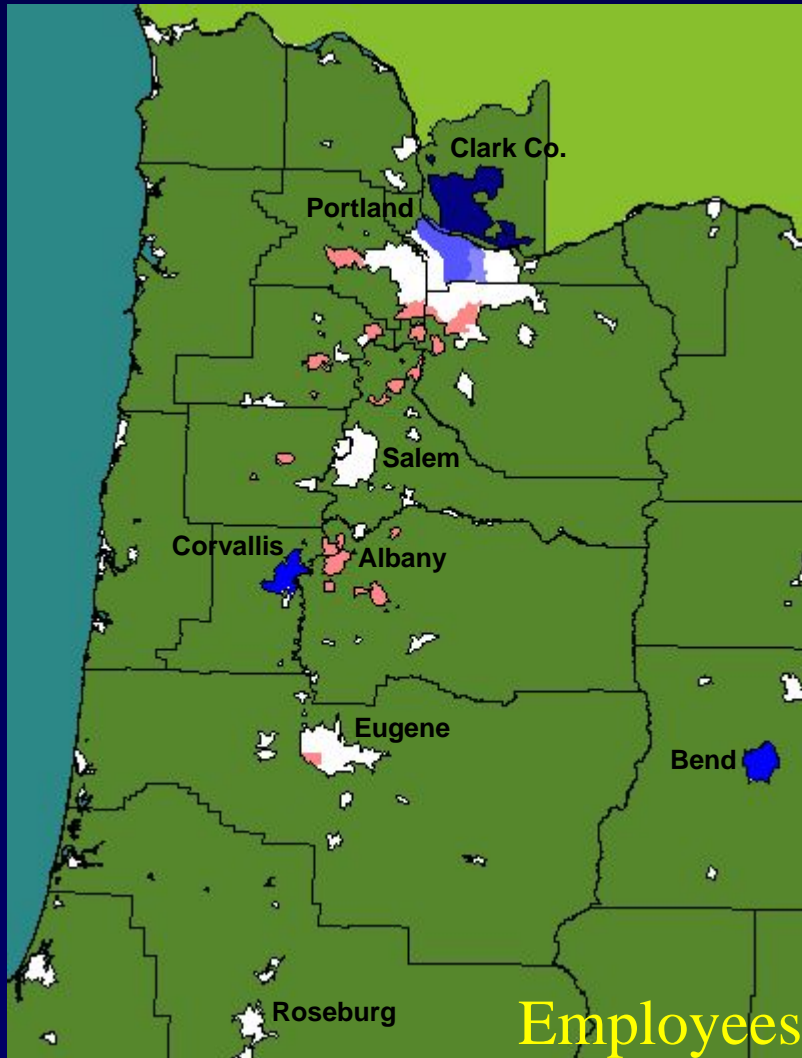 Clark Co.
Portland
Salem
Corvallis
Albany
Eugene
Bend
Roseburg
Employees